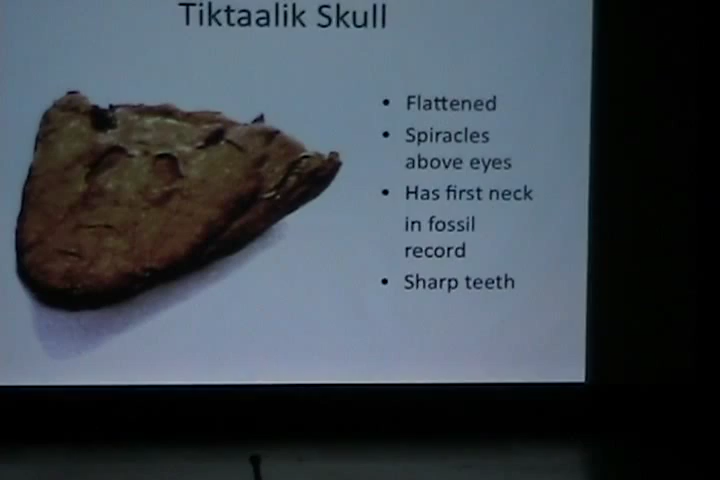 Tiktaalik Skull
• Flattened
• Spiracles
above eyes
• Has first neck
in fossil
record
• Sharp teeth